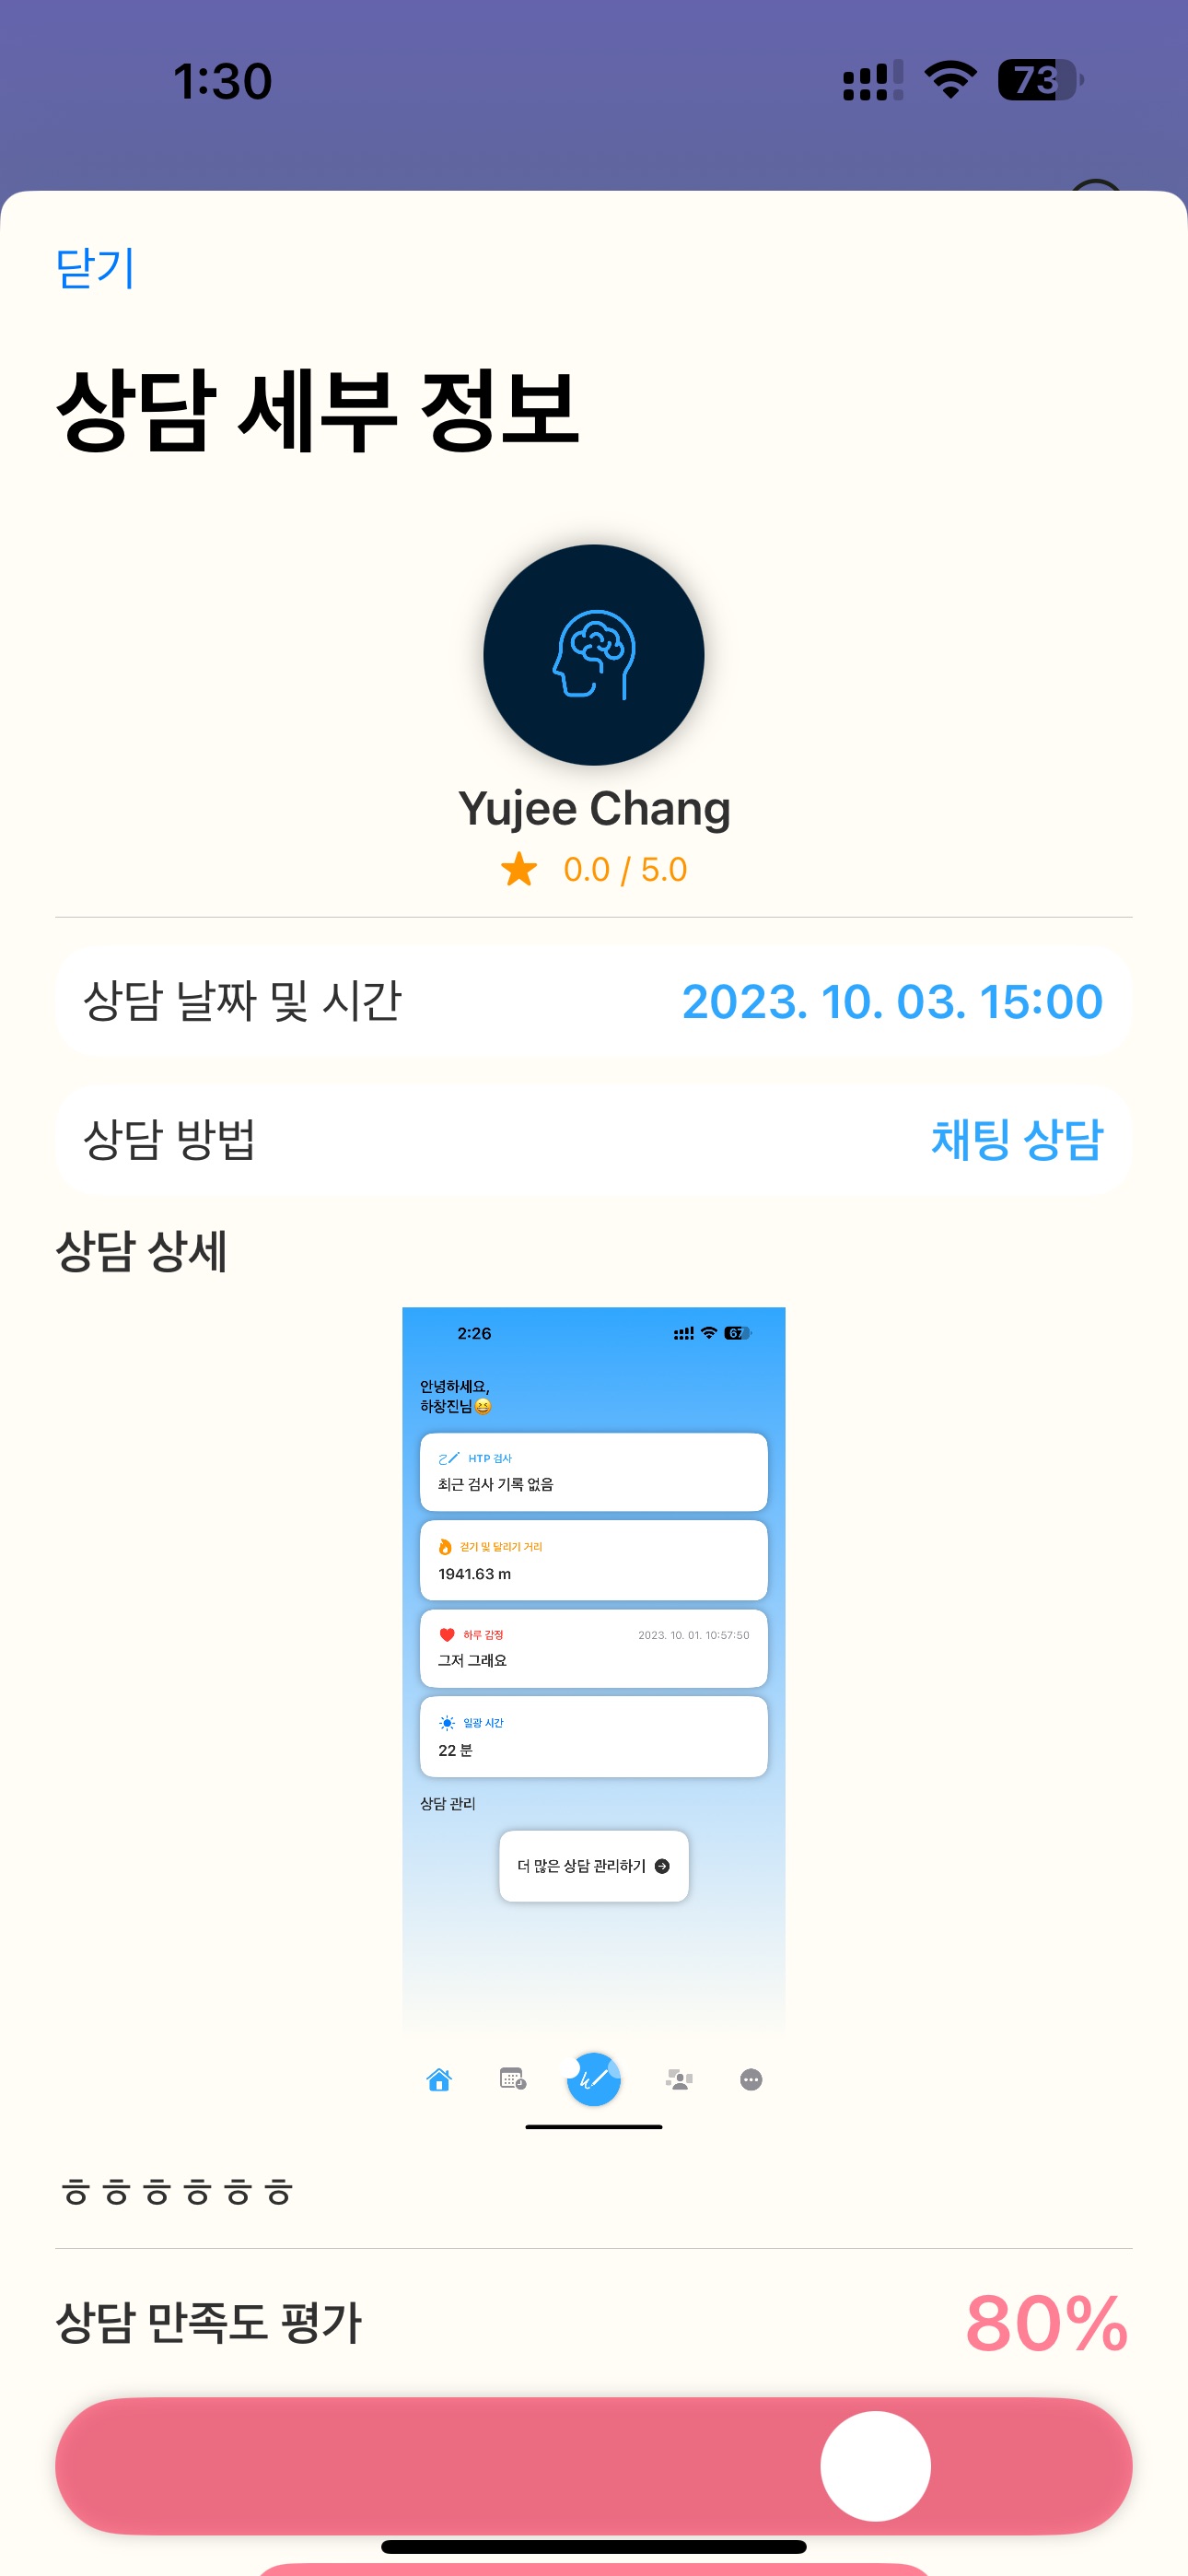 1:30
73
닫기
상담 세부 정보
Yujee Chang
0.0 / 5.0
상담 날짜 및 시간 2023. 10. 03. 15:00
상담 방법 채팅 상담
상담 상세
2:26
67
안녕하세요,
하창진님😆
HTP 검사
최근 검사 기록 없음
걷기 및 달리기 거리
1941.63 m
하루 감정 2023. 10. 01. 10:57:50
그저 그래요
일광 시간
22 분
상담 관리
더 많은 상담 관리하기
ㅎㅎㅎㅎㅎㅎ
상담 만족도 평가 80%